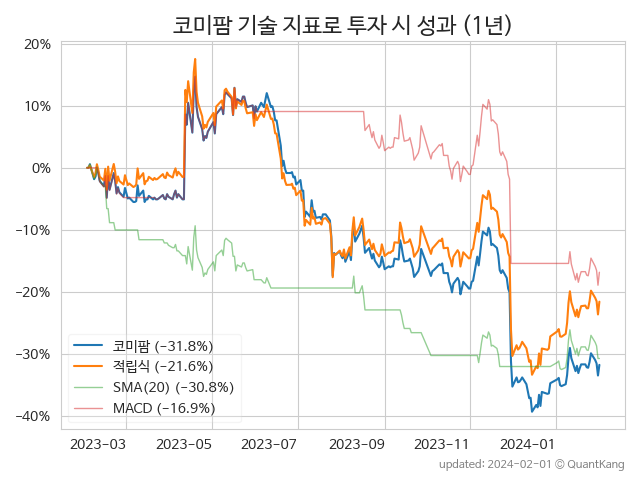 코미팜 기술 지표로 투자 시 성과 (1년)
20%
10%
0%
−10%
−20%
−30%
−40%
코미팜 (−31.8%)
적립식 (−21.6%)
SMA(20) (−30.8%)
MACD (−16.9%)
2023-03 2023-05 2023-07 2023-09 2023-11 2024-01
updated: 2024-02-01 © QuantKang